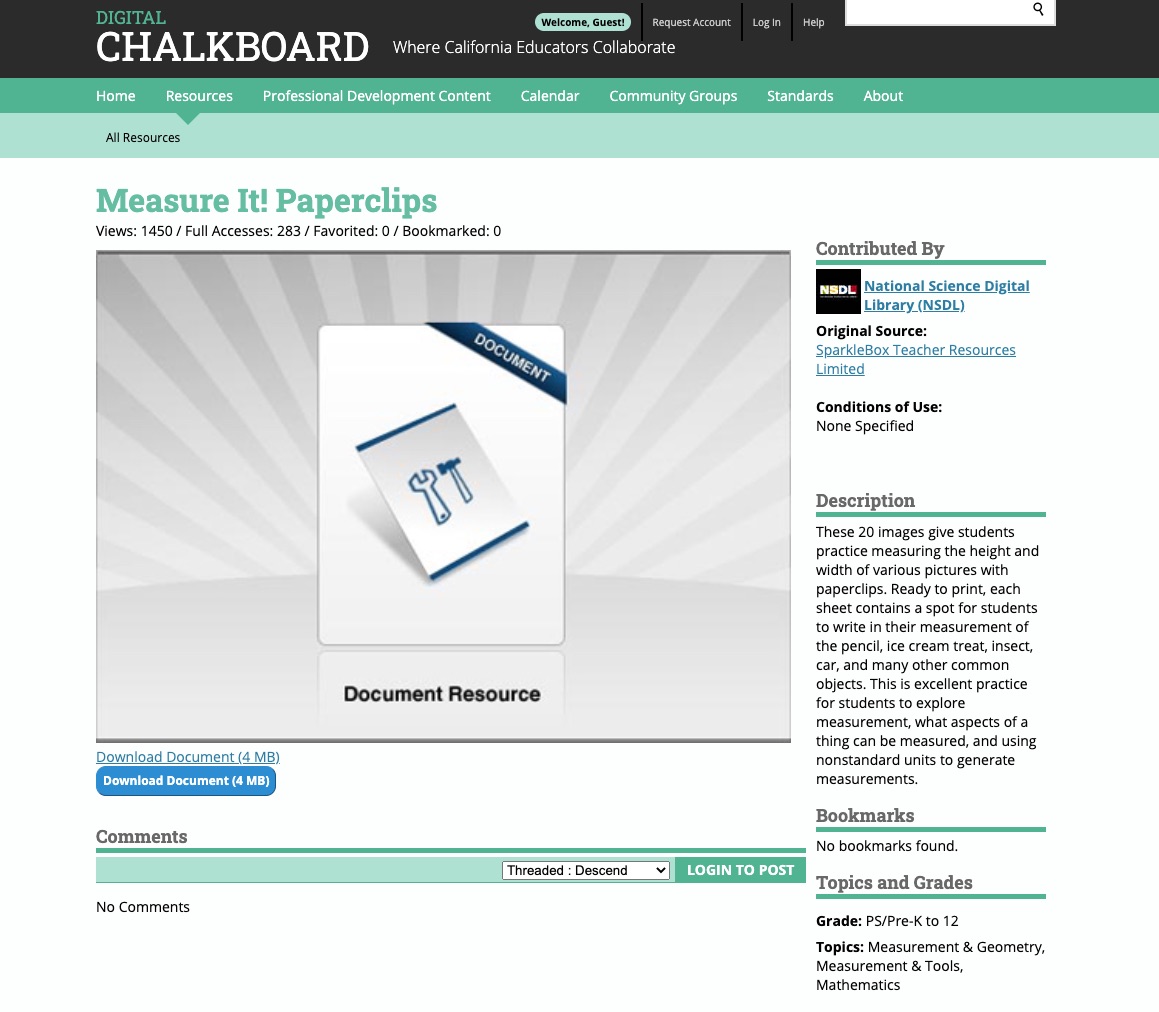 DIGITAL
CHALKBOARD
Where California Educators Collaborate
Welcome, Guest!
Request Account
Log In
Help
Home
Resources
Professional Development Content
Calendar
Community Groups
Standards
About
All Resources
Measure It! Paperclips
Views: 1450 / Full Accesses: 283 / Favorited: 0 / Bookmarked: 0
DOCUMENT
Document Resource
Download Document (4 MB)
Download Document (4 MB)
Comments
Threaded : Descend
LOGIN TO POST
No Comments
Contributed By
NSDL
National Science Digital
Library (NSDL)
Original Source:
SparkleBox Teacher Resources
Limited
Conditions of Use:
None Specified
Description
These 20 images give students
practice measuring the height and
width of various pictures with
paperclips. Ready to print, each
sheet contains a spot for students
to write in their measurement of
the pencil, ice cream treat, insect,
car, and many other common
objects. This is excellent practice
for students to explore
measurement, what aspects of a
thing can be measured, and using
nonstandard units to generate
measurements.
Bookmarks
No bookmarks found.
Topics and Grades
Grade: PS/Pre-K to 12
Topics: Measurement & Geometry,
Measurement & Tools,
Mathematics